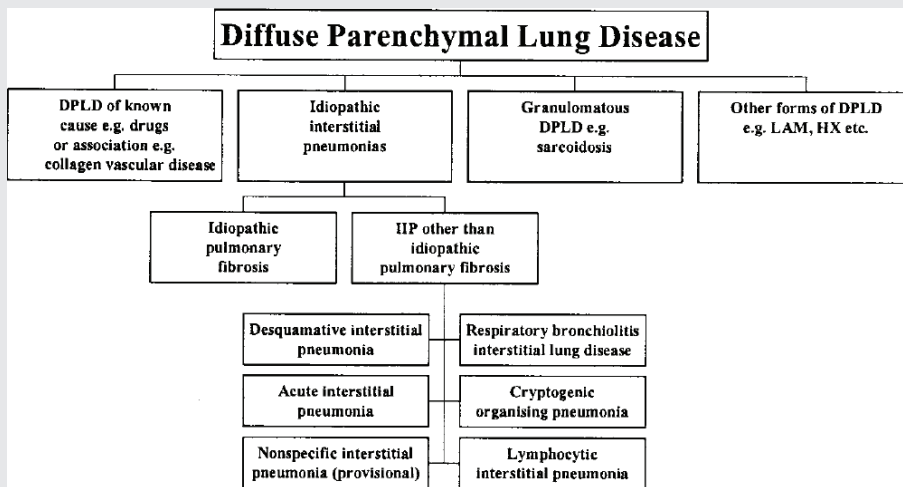 Diffuse Parenchymal Lung Disease
DPLD of known
cause e.g. drugs
or association e.g.
collagen vascular disease
Idiopathic
interstitial
pneumonias
Granulomatous
DPLD e.g.
sarcoidosis
Other forms of DPLD
e.g. LAM, HX etc.
Idiopathic
pulmonary
fibrosis
IIP other than
idiopathic
pulmonary fibrosis
Desquamative interstitial
pneumonia
Respiratory bronchiolitis
interstitial lung disease
Acute interstitial
pneumonia
Cryptogenic
organising pneumonia
Nonspecific interstitial
pneumonia (provisional)
Lymphocytic
interstitial pneumonia